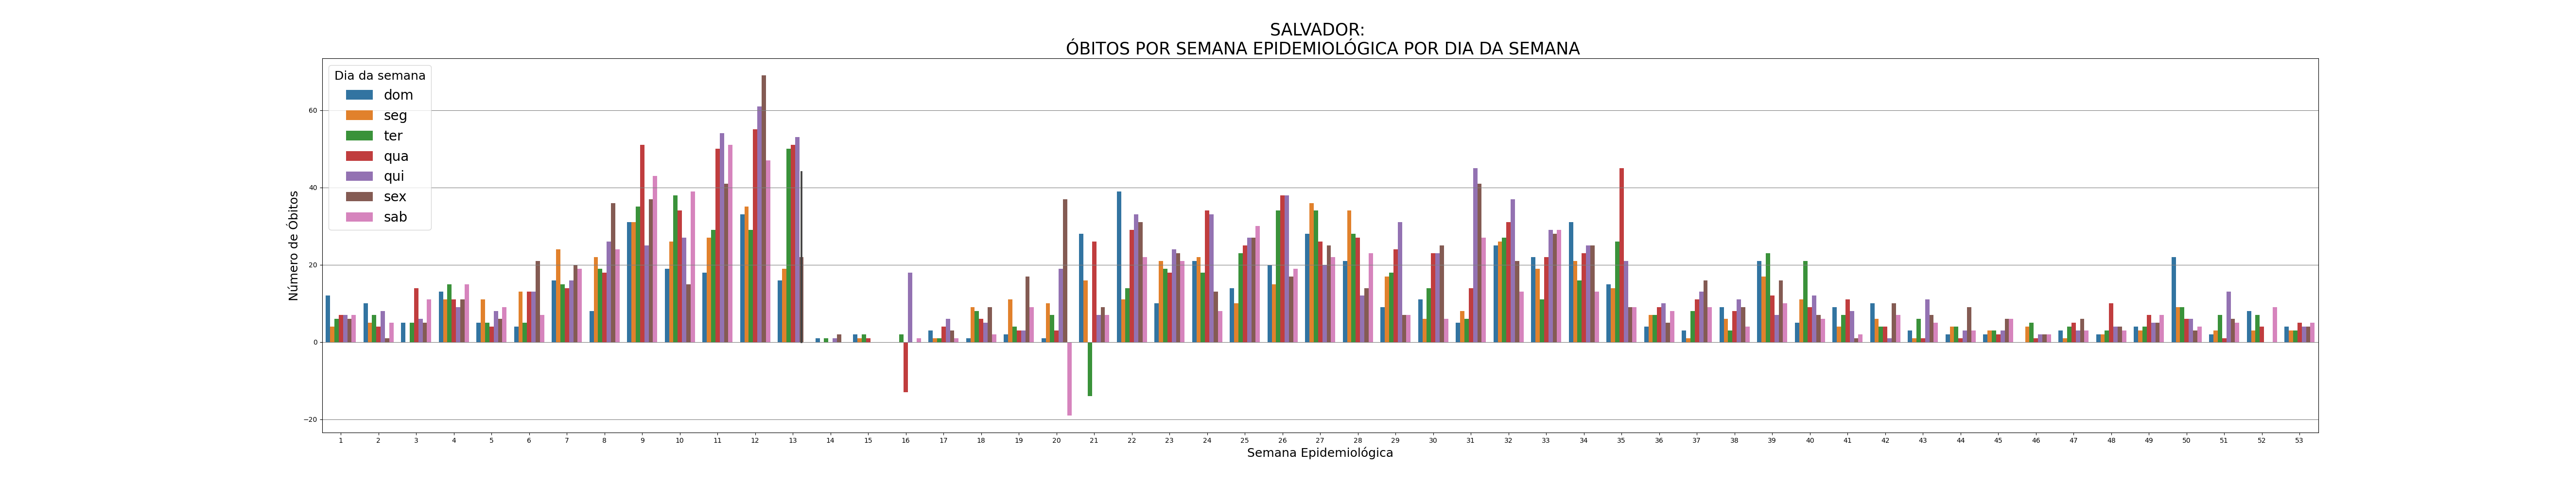 SALVADOR:
ÓBITOS POR SEMANA EPIDEMIOLÓGICA POR DIA DA SEMANA
Dia da semana
dom
seg
ter
qua
qui
sex
sab
Número de Óbitos
60
40
20
0
−20
1 2 3 4 5 6 7 8 9 10 11 12 13 14 15 16 17 18 19 20 21 22 23 24 25 26 27 28 29 30 31 32 33 34 35 36 37 38 39 40 41 42 43 44 45 46 47 48 49 50 51 52 53
Semana Epidemiológica